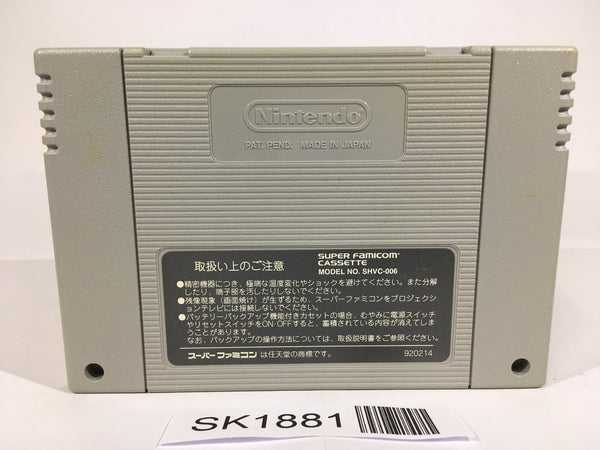 Nintendo
PAT. PEND. MADE IN JAPAN
取扱い上のご注意
SUPER FAMICOM
CASSETTE
MODEL NO. SHVC-006
●精密機器につき、極端な温度変化やショックを避けてください。また分解
したり、端子部を汚したりしないでください。
●残像現象（画面焼け）が生ずるため、スーパーファミコンをプロジェクショ
ンテレビには接続しないでください。
●バッテリーバックアップ機能付きカセットの場合、むやみに電源スイッチ
やリセットスイッチをON・OFFすると、蓄積されている内容が消えてしま
うことがあります。
なお、バックアップの操作方法については、取扱説明書をご参照ください。
スーパーファミコン は任天堂の商標です。
920214
SK1881